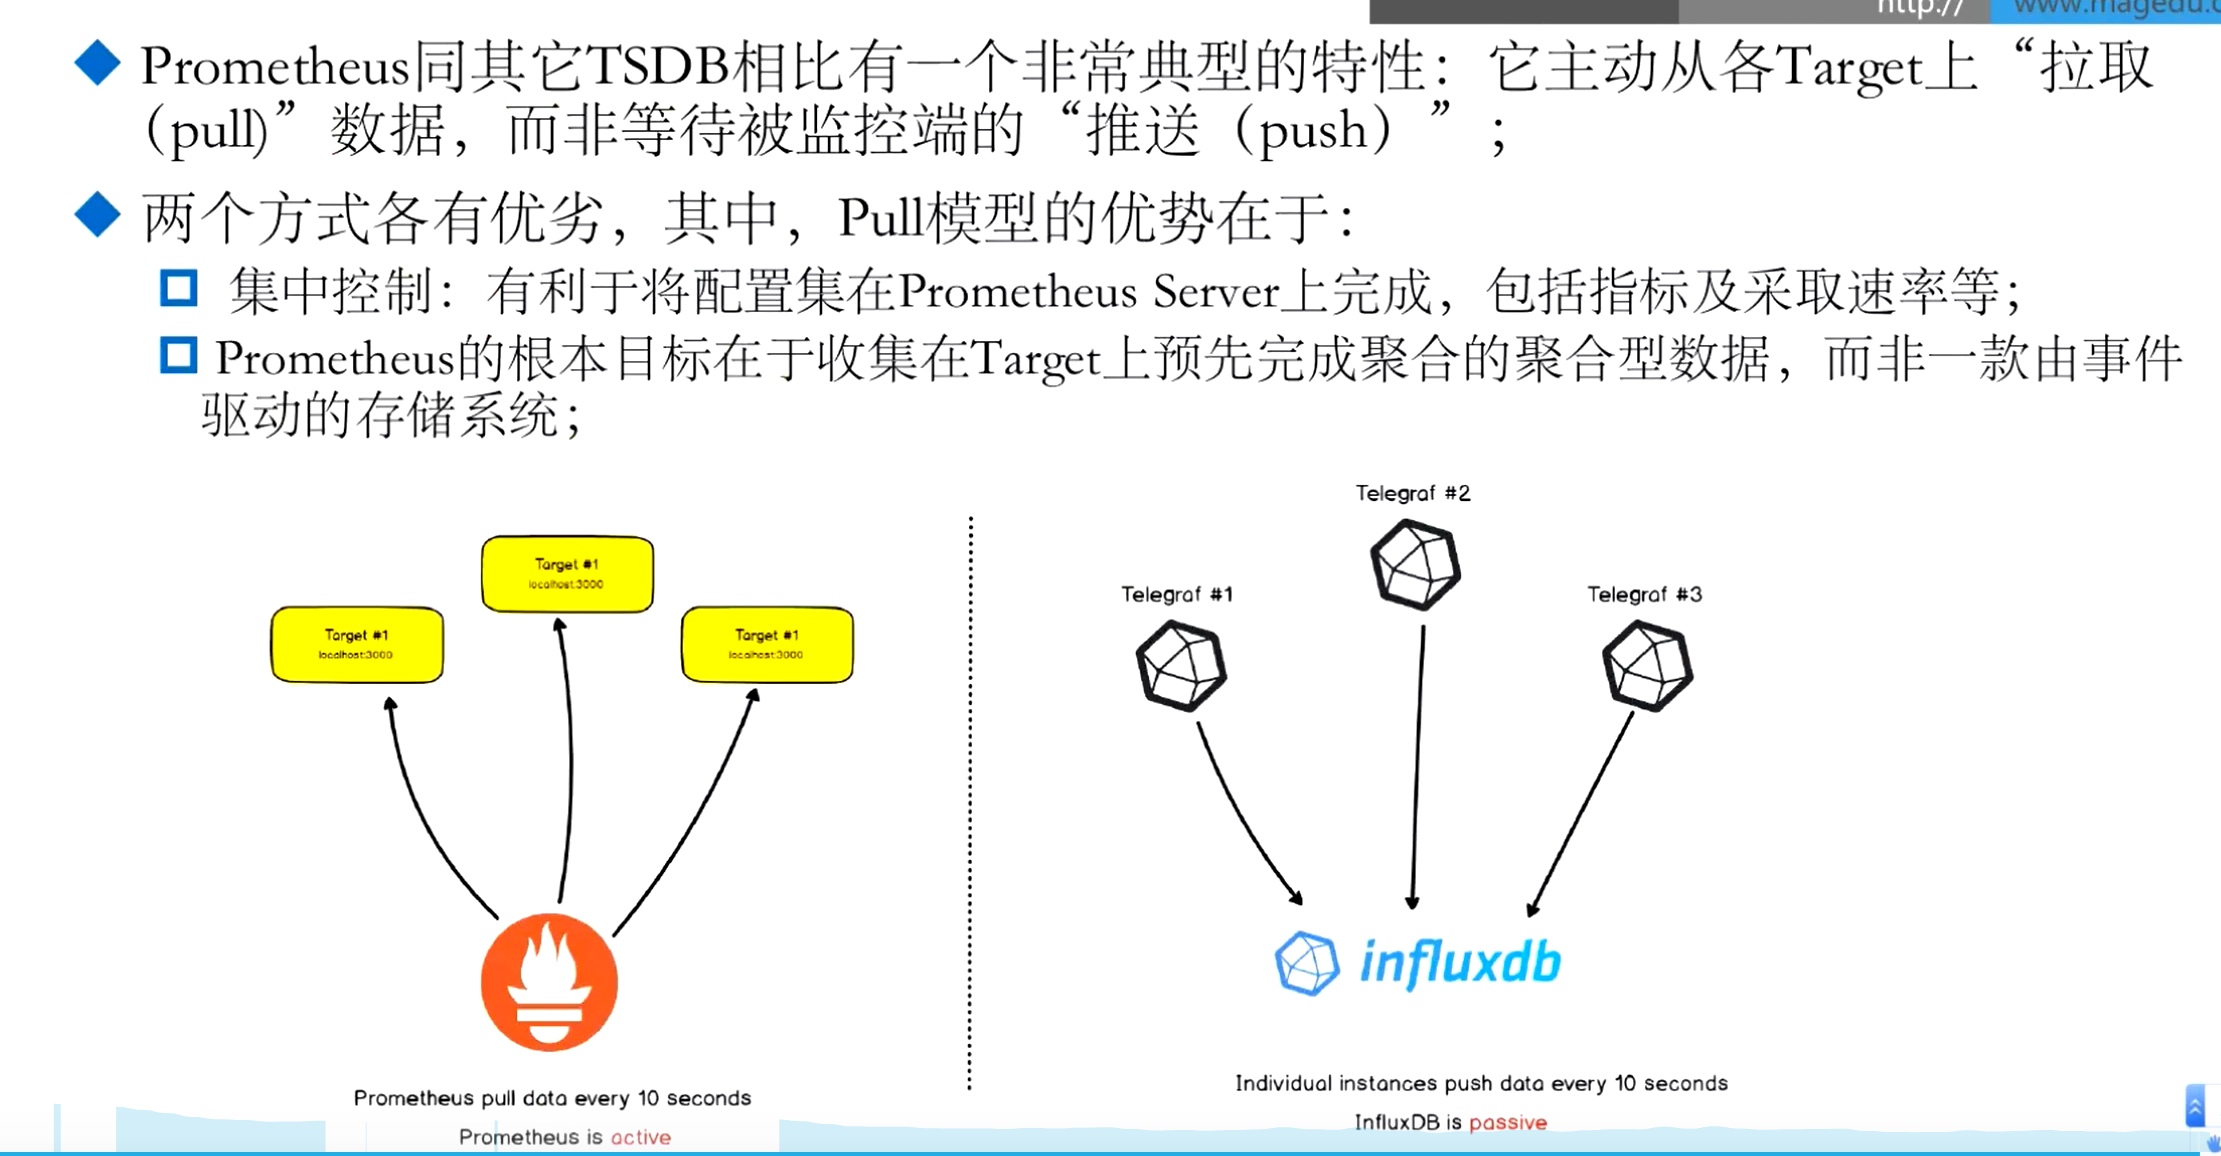 http://
www.magedu.c
Prometheus同其它TSDB相比有一个非常典型的特性：它主动从各Target上“拉取
（pull)”数据，而非等待被监控端的“推送（push）”；
两个方式各有优劣，其中，Pull模型的优势在于：
集中控制：有利于将配置集在Prometheus Server上完成，包括指标及采取速率等；
Prometheus的根本目标在于收集在Target上预先完成聚合的聚合型数据，而非一款由事件
驱动的存储系统；
Target #1
localhost:3000
Target #1
localhost:3000
Target #1
localhost:3000
Prometheus pull data every 10 seconds
Prometheus is active
Telegraf #2
Telegraf #1
Telegraf #3
influxdb
Individual instances push data every 10 seconds
InfluxDB is passive